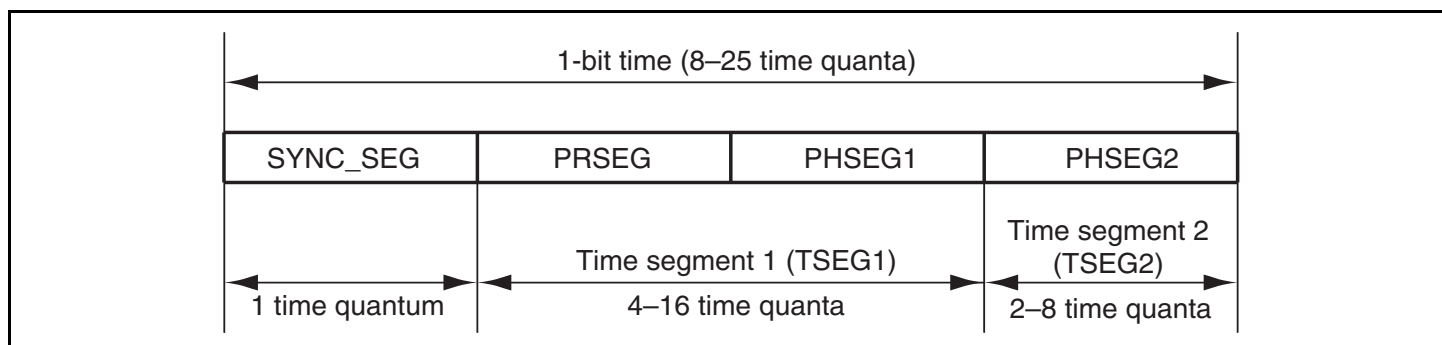 1-bit time (8–25 time quanta)
SYNC_SEG PRSEG PHSEG1 PHSEG2
Time segment 1 (TSEG1)
Time segment 2
(TSEG2)
1 time quantum
4–16 time quanta
2–8 time quanta